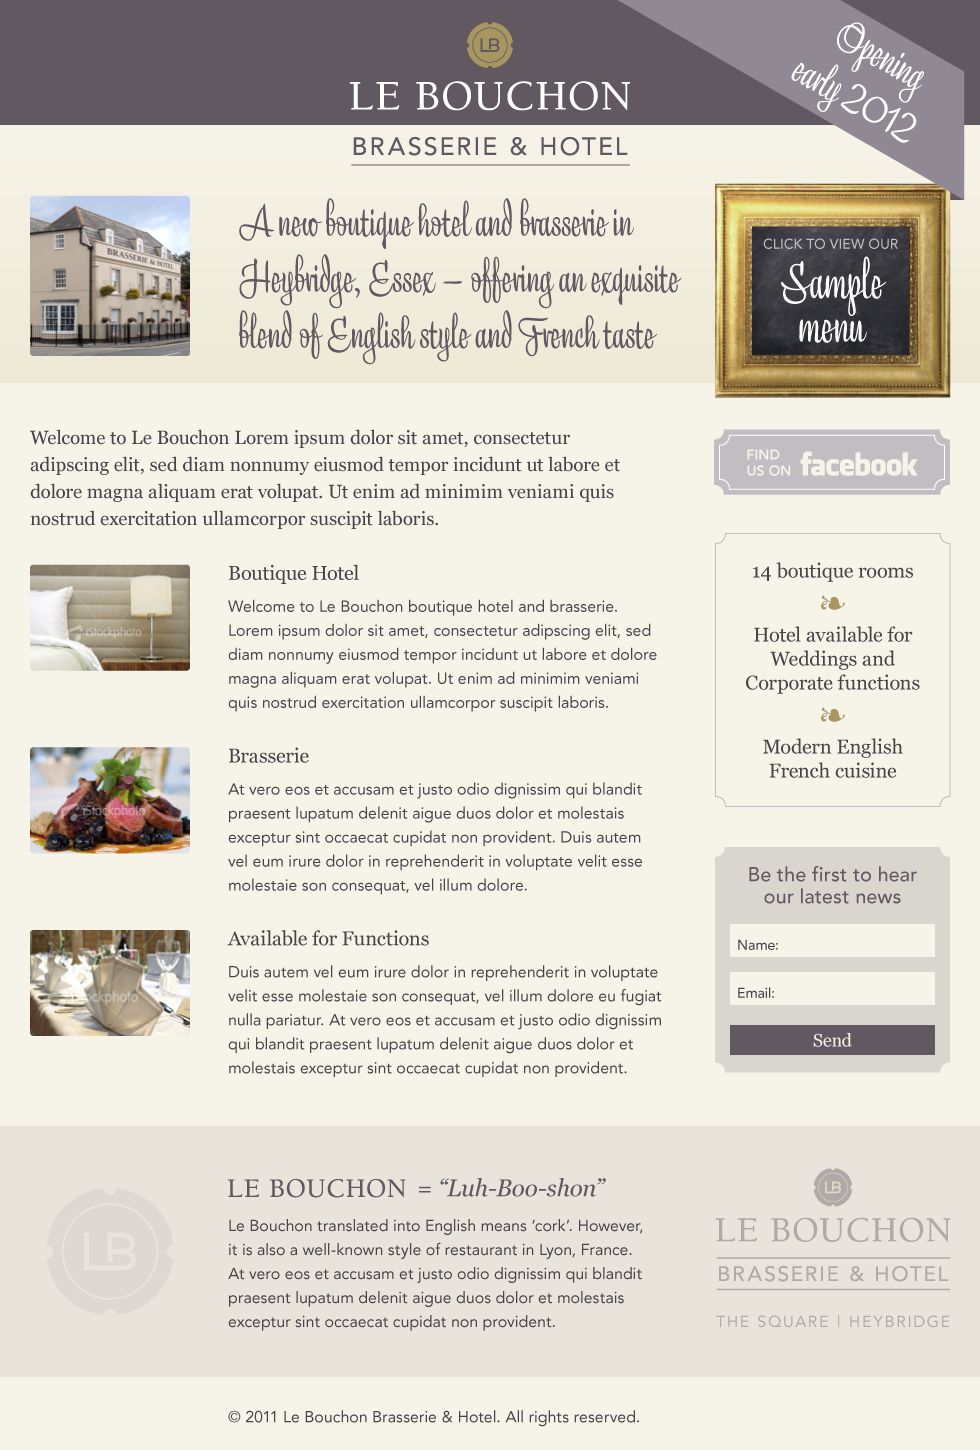 LB
LE BOUCHON
BRASSERIE & HOTEL
Opening
early 2012
BRASSERIE & HOTEL
A new boutique hotel and brasserie in
Heybridge, Essex – offering an exquisite
blend of English style and French taste
CLICK TO VIEW OUR
Sample
menu
Welcome to Le Bouchon Lorem ipsum dolor sit amet, consectetur
adipscing elit, sed diam nonnumy eiusmod tempor incidunt ut labore et
dolore magna aliquam erat volupat. Ut enim ad minimim veniami quis
nostrud exercitation ullamcorpor suscipit laboris.
FIND
US ON facebook
iStockphoto
Boutique Hotel
Welcome to Le Bouchon boutique hotel and brasserie.
Lorem ipsum dolor sit amet, consectetur adipscing elit, sed
diam nonnumy eiusmod tempor incidunt ut labore et dolore
magna aliquam erat volupat. Ut enim ad minimim veniami
quis nostrud exercitation ullamcorpor suscipit laboris.
14 boutique rooms
Hotel available for
Weddings and
Corporate functions
Modern English
French cuisine
iStockphoto
Brasserie
At vero eos et accusam et justo odio dignissim qui blandit
praesent lupatum delenit aigue duos dolor et molestais
exceptur sint occaecat cupidat non provident. Duis autem
vel eum irure dolor in reprehenderit in voluptate velit esse
molestaie son consequat, vel illum dolore.
Be the first to hear
our latest news
Name:
Email:
Send
ockphoto
Available for Functions
Duis autem vel eum irure dolor in reprehenderit in voluptate
velit esse molestaie son consequat, vel illum dolore eu fugiat
nulla pariatur. At vero eos et accusam et justo odio dignissim
qui blandit praesent lupatum delenit aigue duos dolor et
molestais exceptur sint occaecat cupidat non provident.
LB
LE BOUCHON = “Luh-Boo-shon”
Le Bouchon translated into English means ‘cork’. However,
it is also a well-known style of restaurant in Lyon, France.
At vero eos et accusam et justo odio dignissim qui blandit
praesent lupatum delenit aigue duos dolor et molestais
exceptur sint occaecat cupidat non provident.
LB
LE BOUCHON
BRASSERIE & HOTEL
THE SQUARE | HEYBRIDGE
© 2011 Le Bouchon Brasserie & Hotel. All rights reserved.